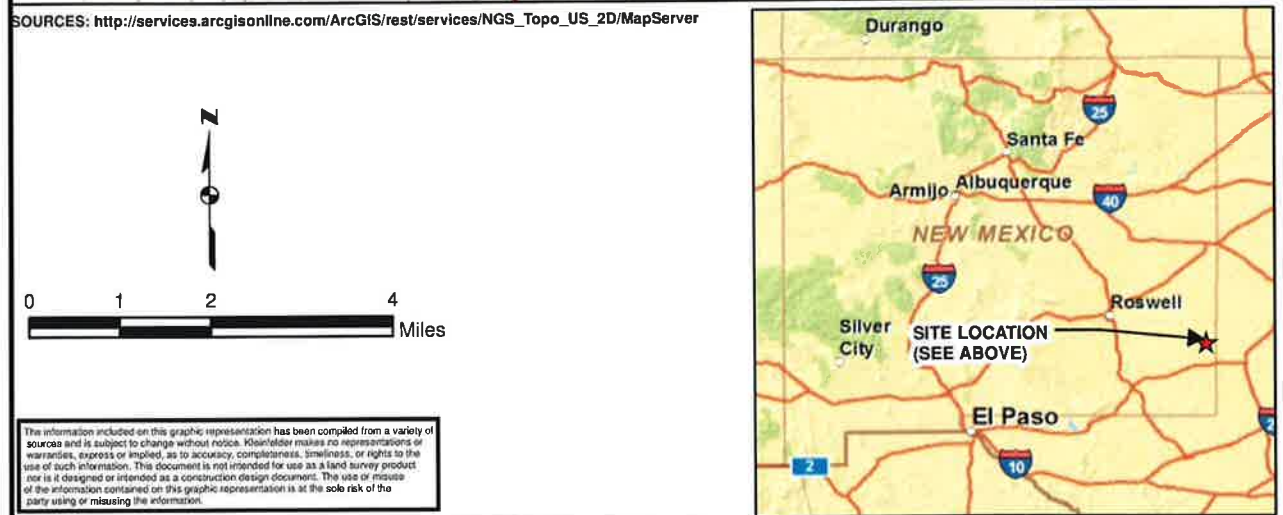 SOURCES: http://services.arcgisonline.com/ArcGIS/rest/services/NGS_Topo_US_2D/MapServer
N
0 1 2 4
Miles
The information included on this graphic representation has been compiled from a variety of
sources and is subject to change without notice. Kleinfelder makes no representations or
warranties, express or implied, as to accuracy, completeness, timeliness, or rights to the
use of such information. This document is not intended for use as a land survey product
nor is it designed or intended as a construction design document. The use or misuse
of the information contained on this graphic representation is at the sole risk of the
party using or misusing the information.
Durango
25
Santa Fe
Armijo Albuquerque
40
NEW MEXICO
25
Roswell
Silver
City
SITE LOCATION
(SEE ABOVE)
El Paso
2
10
2